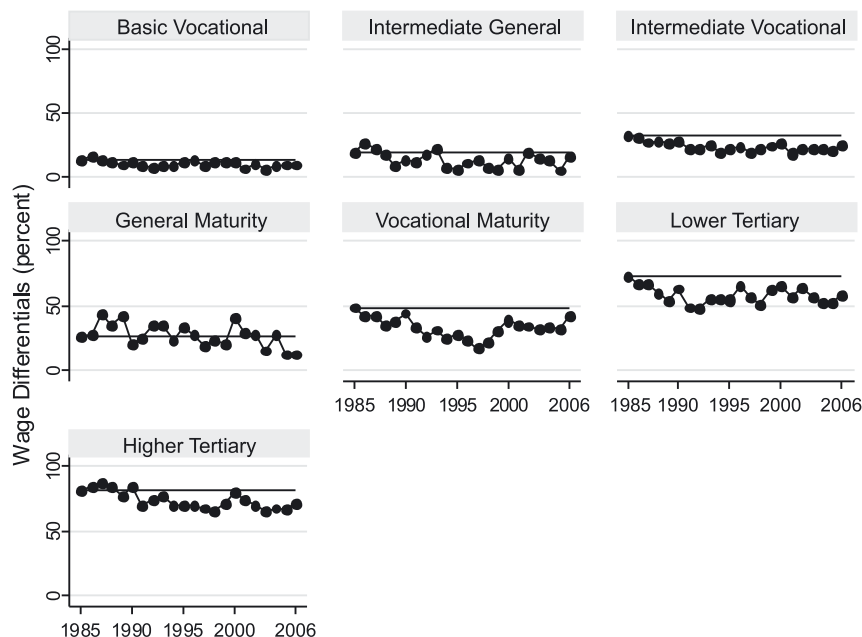 Basic Vocational
Intermediate General
Intermediate Vocational
100
50
0
General Maturity
Vocational Maturity
Lower Tertiary
Wage Differentials (percent)
100
50
0
1985 1990 1995 2000 2006
1985 1990 1995 2000 2006
Higher Tertiary
100
50
0
1985 1990 1995 2000 2006